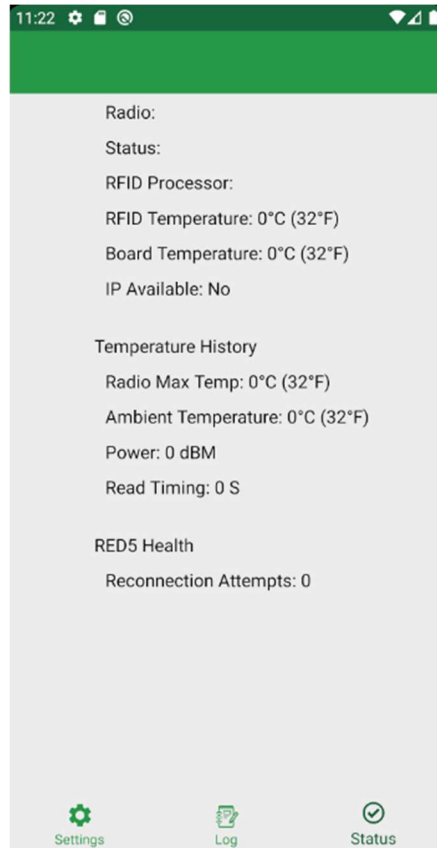 11:22
Radio:
Status:
RFID Processor:
RFID Temperature: 0°C (32°F)
Board Temperature: 0°C (32°F)
IP Available: No
Temperature History
Radio Max Temp: 0°C (32°F)
Ambient Temperature: 0°C (32°F)
Power: 0 dBM
Read Timing: 0 S
RED5 Health
Reconnection Attempts: 0
Settings
Log
Status